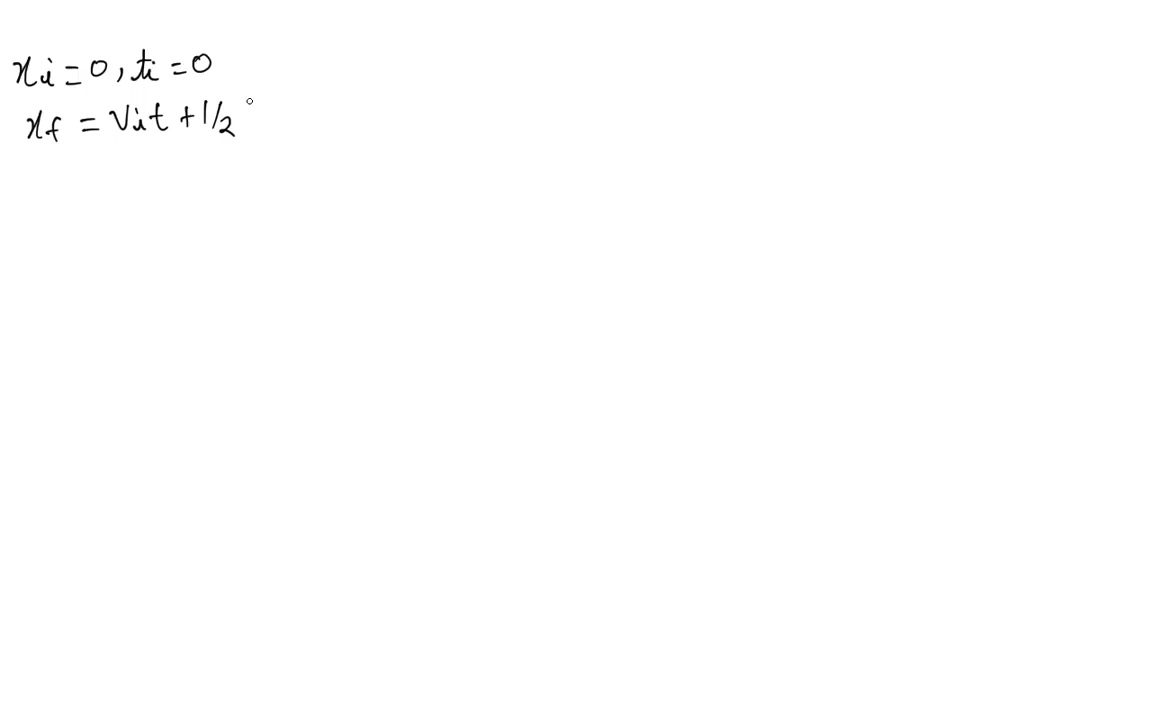 xi = 0, ti = 0
xf = Vit + 1/2